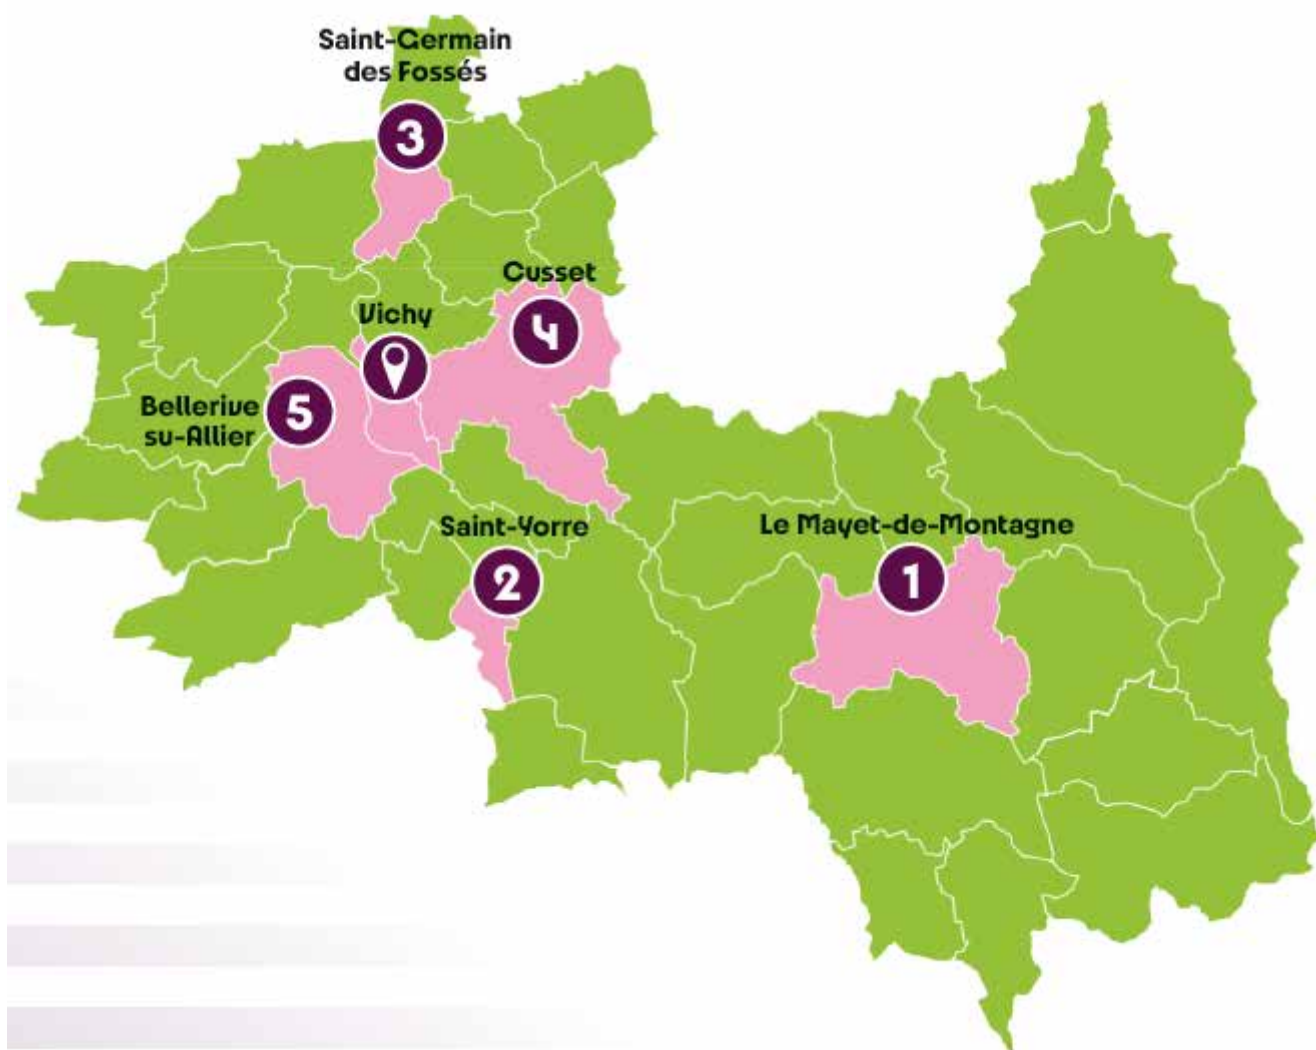 Saint-Germain
des Fossés
3
Cusset
4
Vichy
Bellerive
su-Allier
5
Saint-Yorre
2
Le Mayet-de-Montagne
1